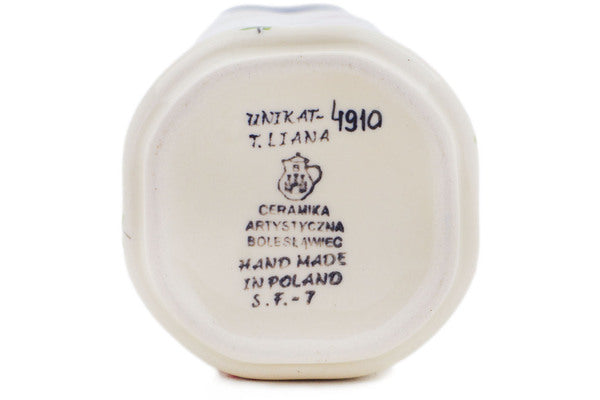 UNIKAT- 4910
T. LIANA
CERAMIKA
ARTYSTYCZNA
BOLESŁAWIEC
HAND MADE
IN POLAND
S.F.-7